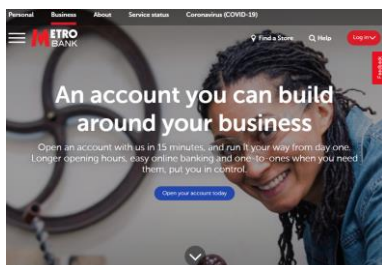 Personal Business About Service status Coronavirus (COVID-19)
METRO
BANK
Find a Store Help Log in
Feedback
An account you can build
around your business
Open an account with us in 15 minutes, and run it your way from day one.
Longer opening hours, easy online banking and one-to-ones when you need
them, put you in control.
Open your account today